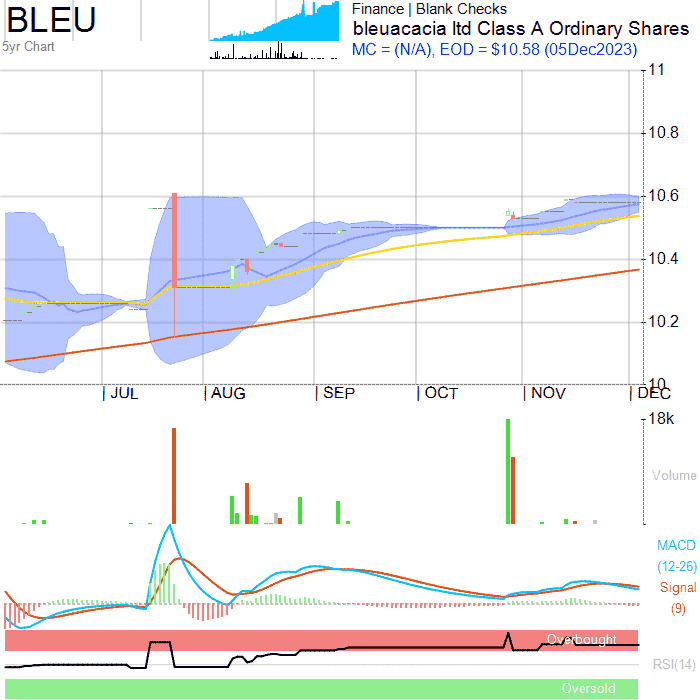 BLEU
5yr Chart
Finance | Blank Checks
bleuacacia ltd Class A Ordinary Shares
MC = (N/A), EOD = $10.58 (05Dec2023)
11
10.8
10.6
10.4
10.2
10
JUL AUG SEP OCT NOV DEC
18k
Volume
MACD
(12-26)
Signal
(9)
Overbought
RSI(14)
Oversold